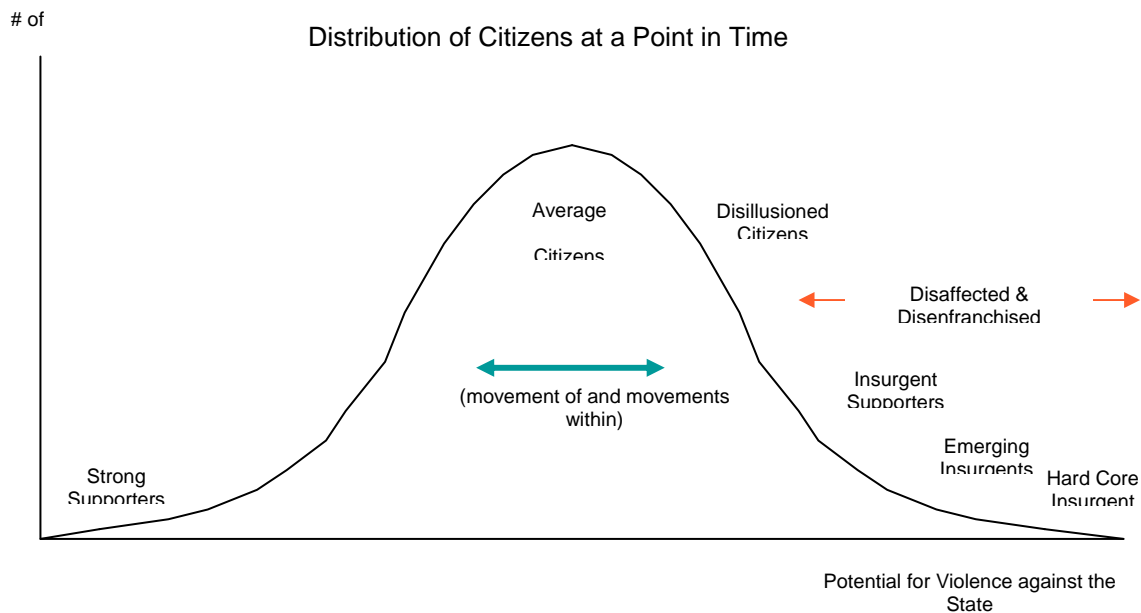 # of
Distribution of Citizens at a Point in Time
Average
Citizens
Disillusioned
Citizens
Disaffected &
Disenfranchised
(movement of and movements
within)
Insurgent
Supporters
Emerging
Insurgents
Strong
Supporters
Hard Core
Insurgent
Potential for Violence against the
State